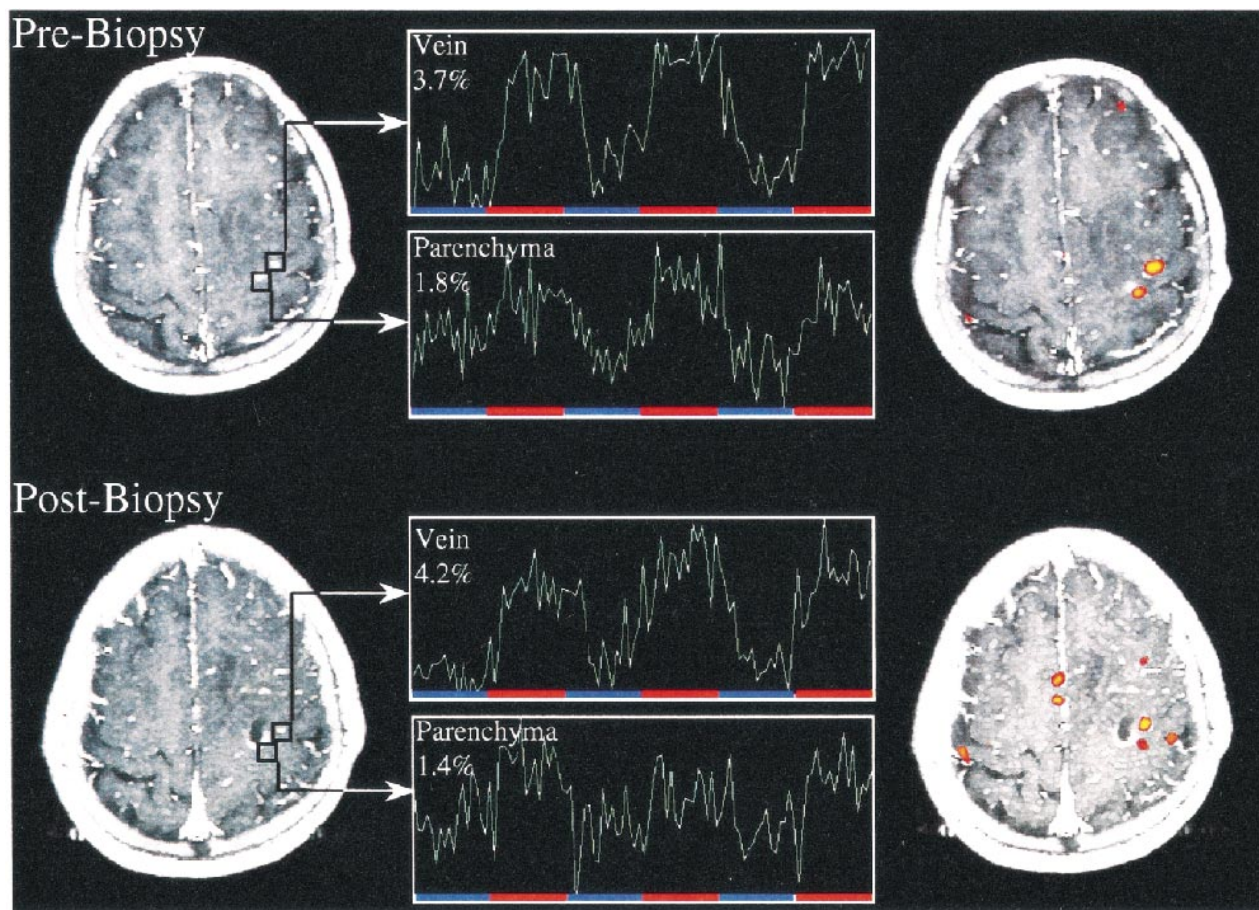 Pre-Biopsy
Vein
3.7%
Parenchyma
1.8%
Post-Biopsy
Vein
4.2%
Parenchyma
1.4%